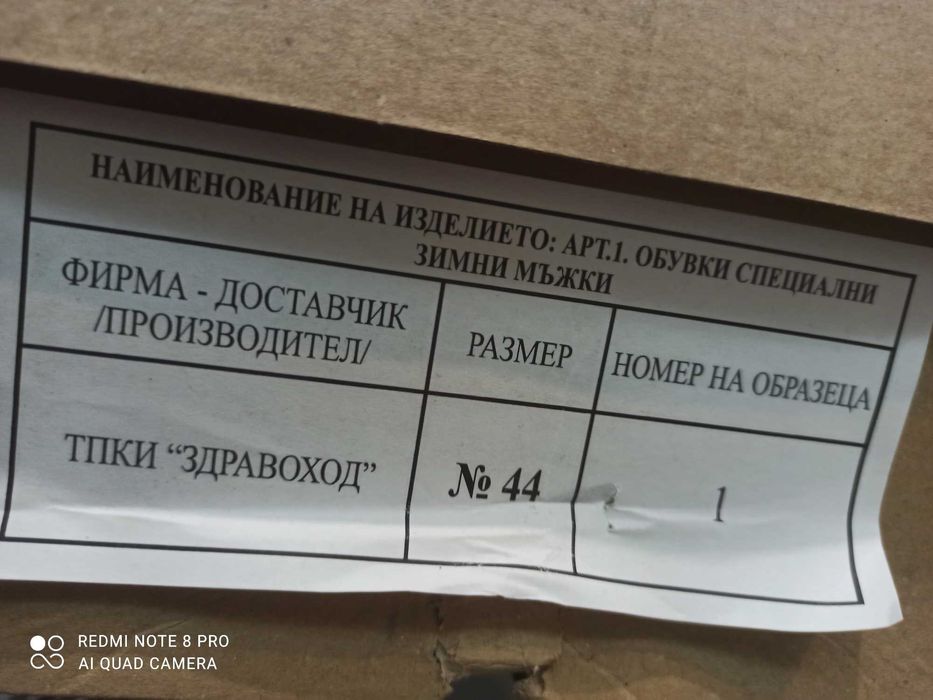 НАИМЕНОВАНИЕ НА ИЗДЕЛИЕТО: АРТ.1. ОБУВКИ СПЕЦИАЛНИ
ЗИМНИ МЪЖКИ
ФИРМА - ДОСТАВЧИК
/ПРОИЗВОДИТЕЛ/
РАЗМЕР
НОМЕР НА ОБРАЗЕЦА
ТПКИ “ЗДРАВОХОД”
№ 44
1
REDMI NOTE 8 PRO
AI QUAD CAMERA